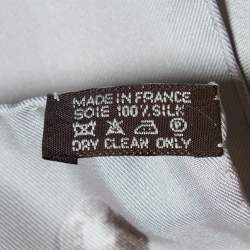 MADE IN FRANCE
SOIE 100% SILK
P
DRY CLEAN ONLY